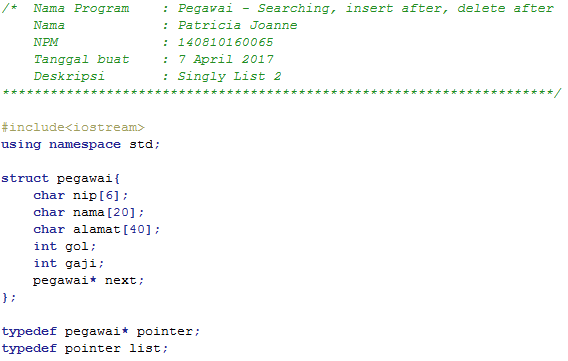 /*  Nama Program    : Pegawai - Searching, insert after, delete after
    Nama            : Patricia Joanne
    NPM             : 140810160065
    Tanggal buat    : 7 April 2017
    Deskripsi       : Singly List 2
*********************************************************************/
#include<iostream>
using namespace std;
struct pegawai{
    char nip[6];
    char nama[20];
    char alamat[40];
    int gol;
    int gaji;
    pegawai* next;
};
typedef pegawai* pointer;
typedef pointer list;